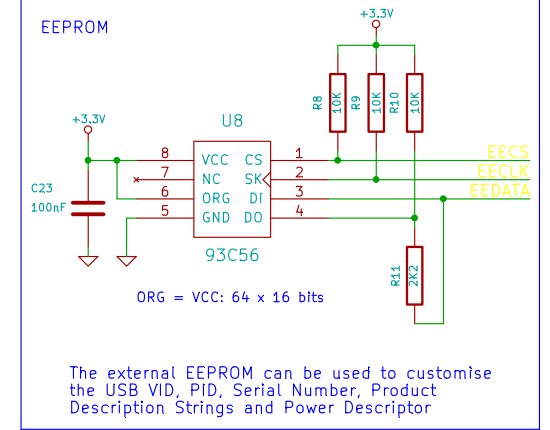 EEPROM
+3.3V
R8
10K
R9
10K
R10
10K
U8
+3.3V
8
VCC
CS
1
EECS
7
NC
SK
2
EECLK
6
ORG
DI
3
EEDATA
5
GND
DO
4
C23
100nF
93C56
R11
2K2
ORG = VCC: 64 x 16 bits
The external EEPROM can be used to customise
the USB VID, PID, Serial Number, Product
Description Strings and Power Descriptor